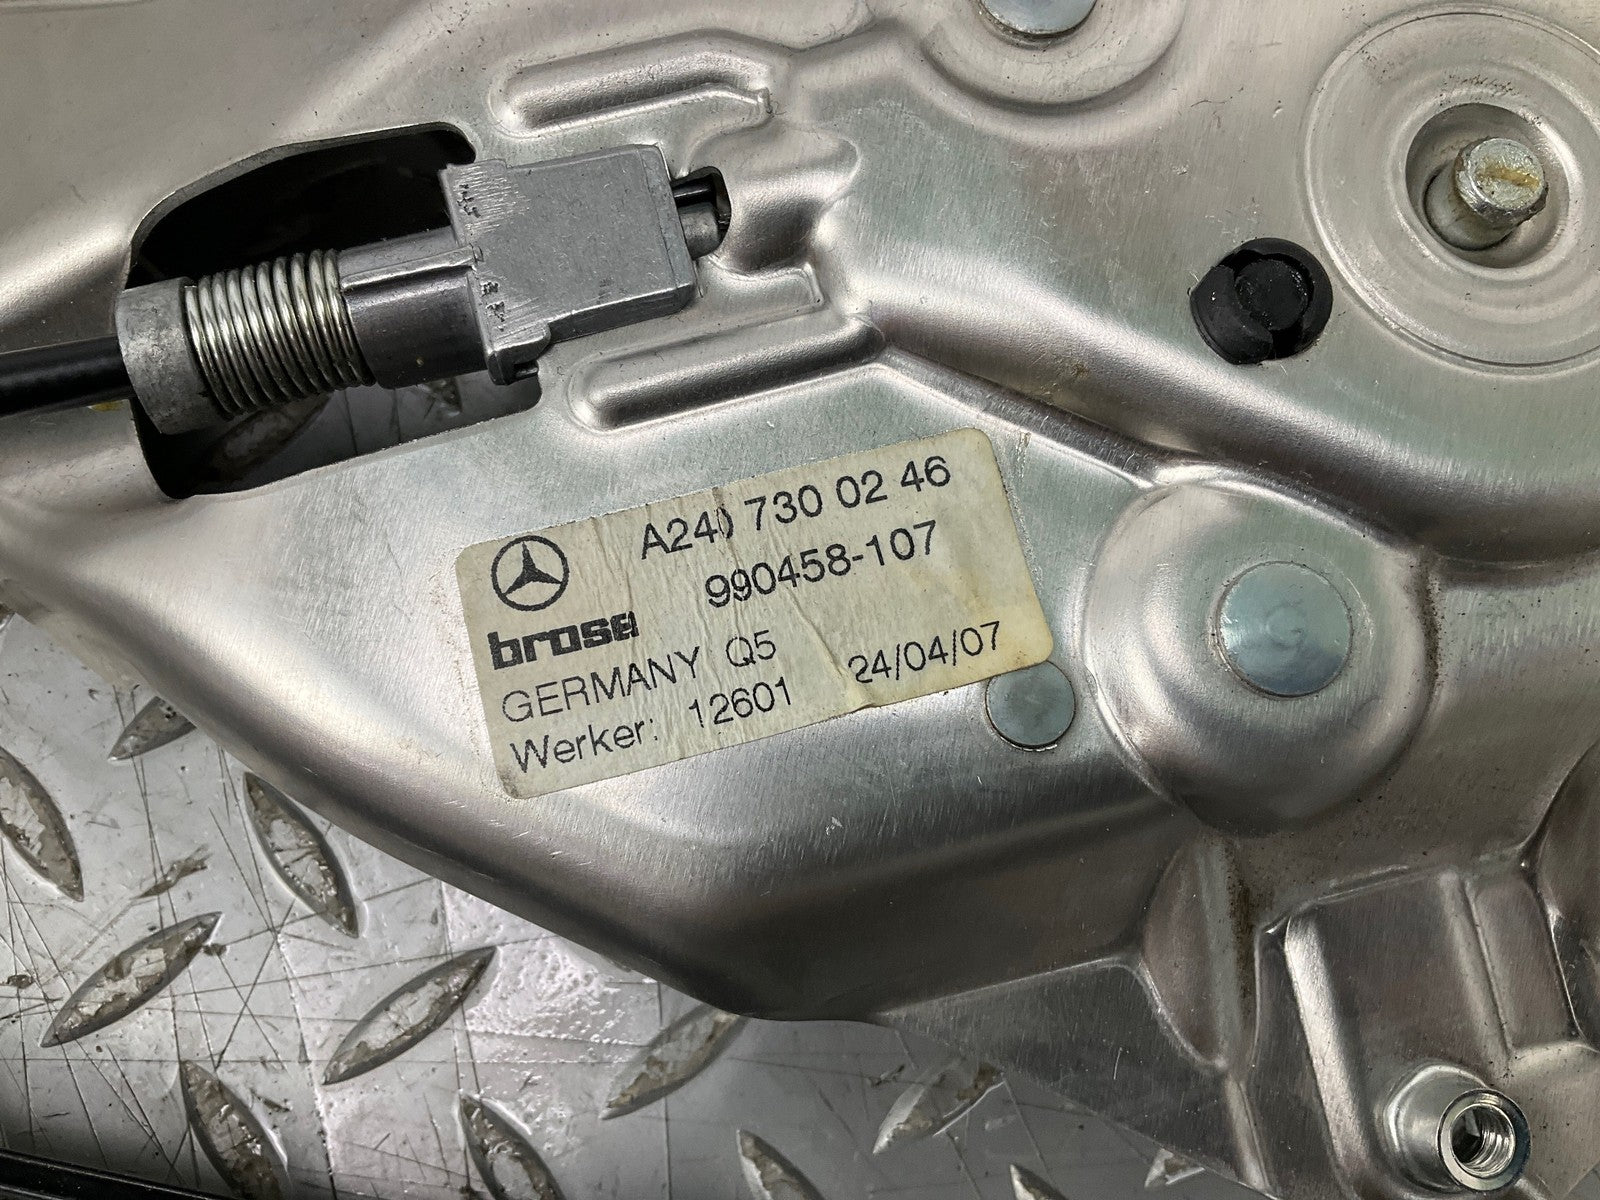 A240 730 02 46
990458-107
brose
GERMANY Q5
Werker: 12601 24/04/07